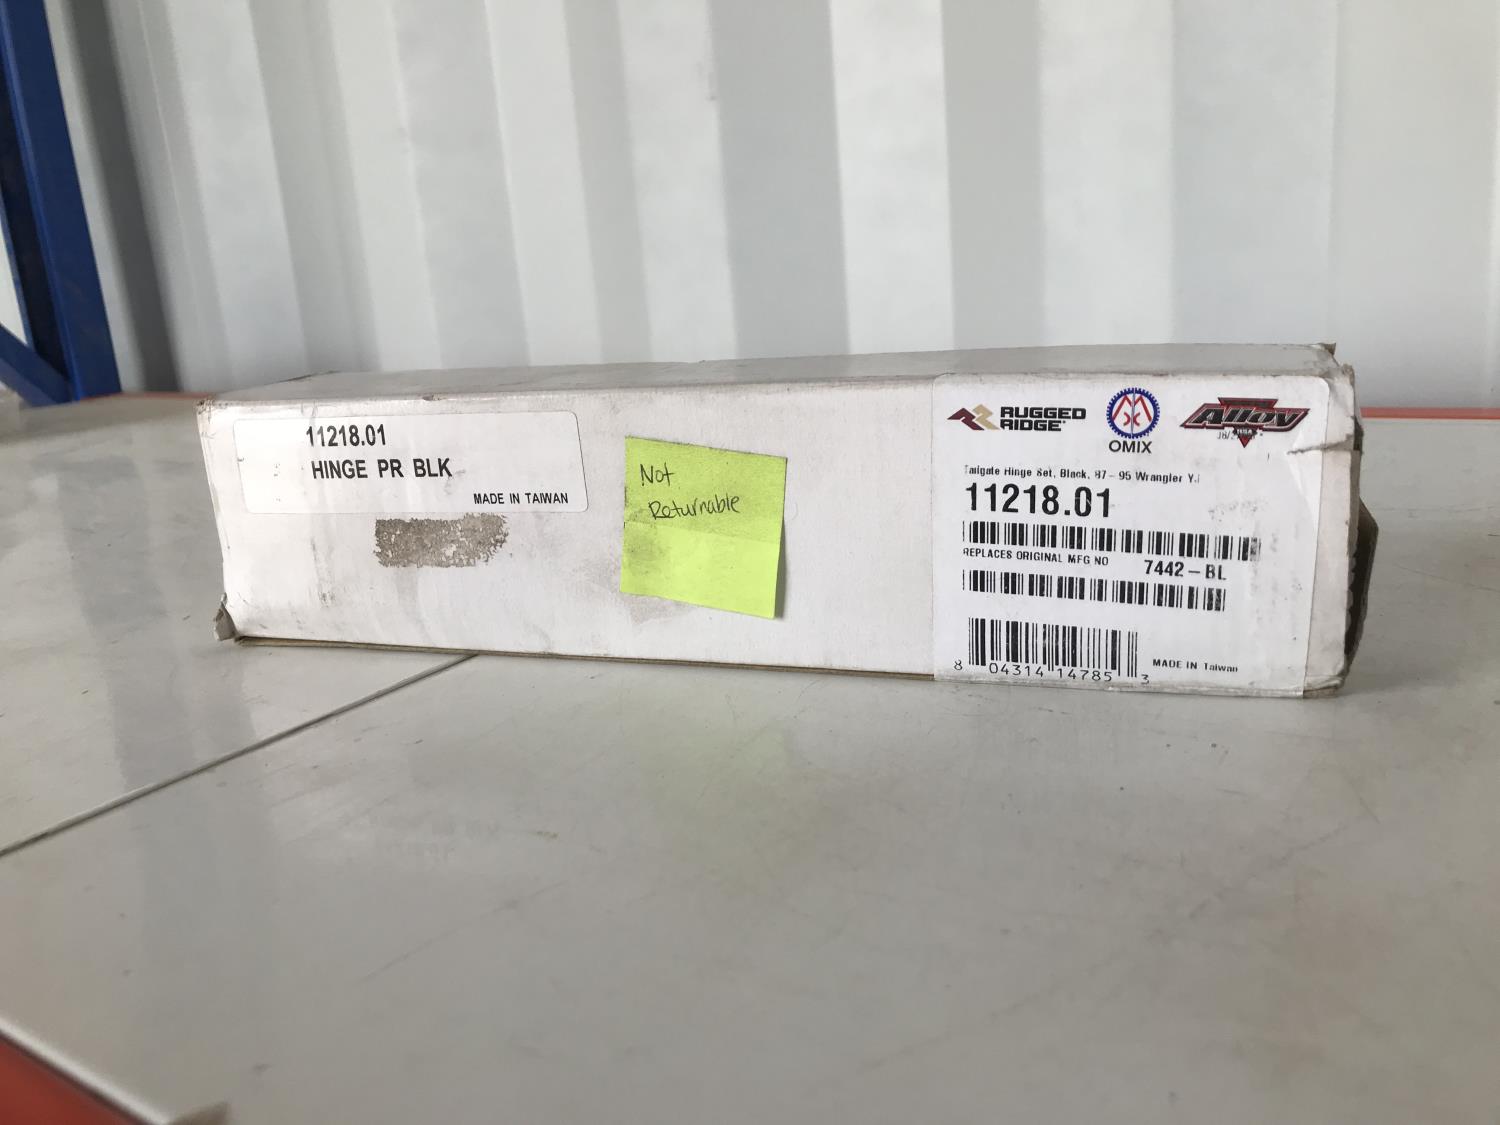 11218.01
HINGE PR BLK
MADE IN TAIWAN
Not
Returnable
RUGGED
RIDGE
OMIX
Alloy
USA
Tailgate Hinge Set, Black, 87-95 Wrangler YJ
11218.01
REPLACES ORIGINAL MFG NO 7442-BL
8 04314 14785 3
MADE IN Taiwan